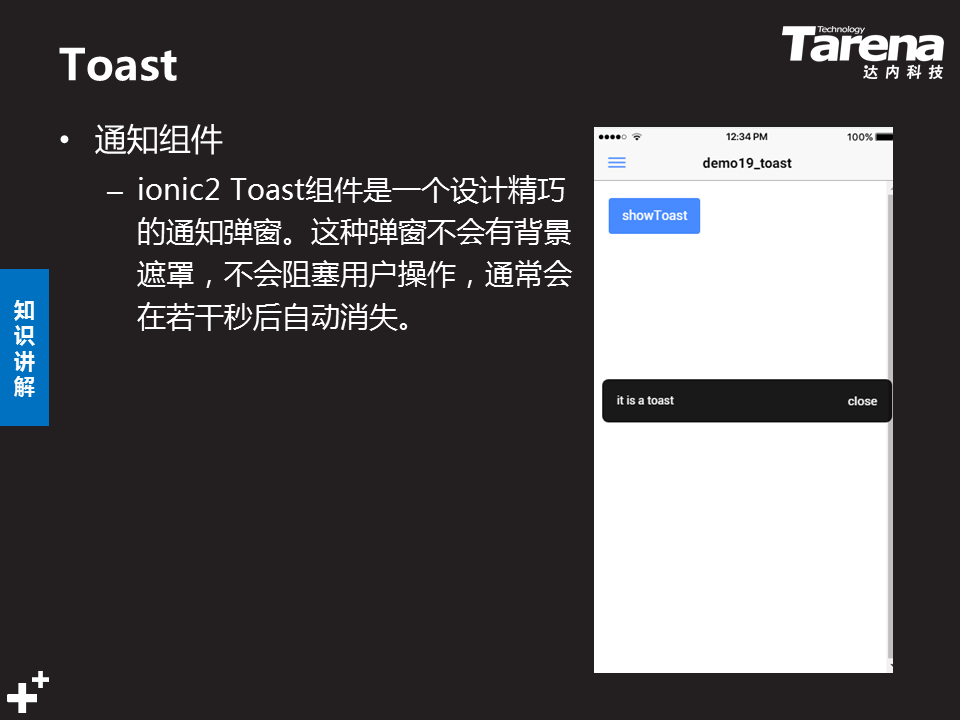 Toast
Technology
Tarena
达内科技
• 通知组件
– ionic2 Toast组件是一个设计精巧
的通知弹窗。这种弹窗不会有背景
遮罩，不会阻塞用户操作，通常会
在若干秒后自动消失。
知
识
讲
解
12:34 PM
100%
demo19_toast
showToast
it is a toast
close